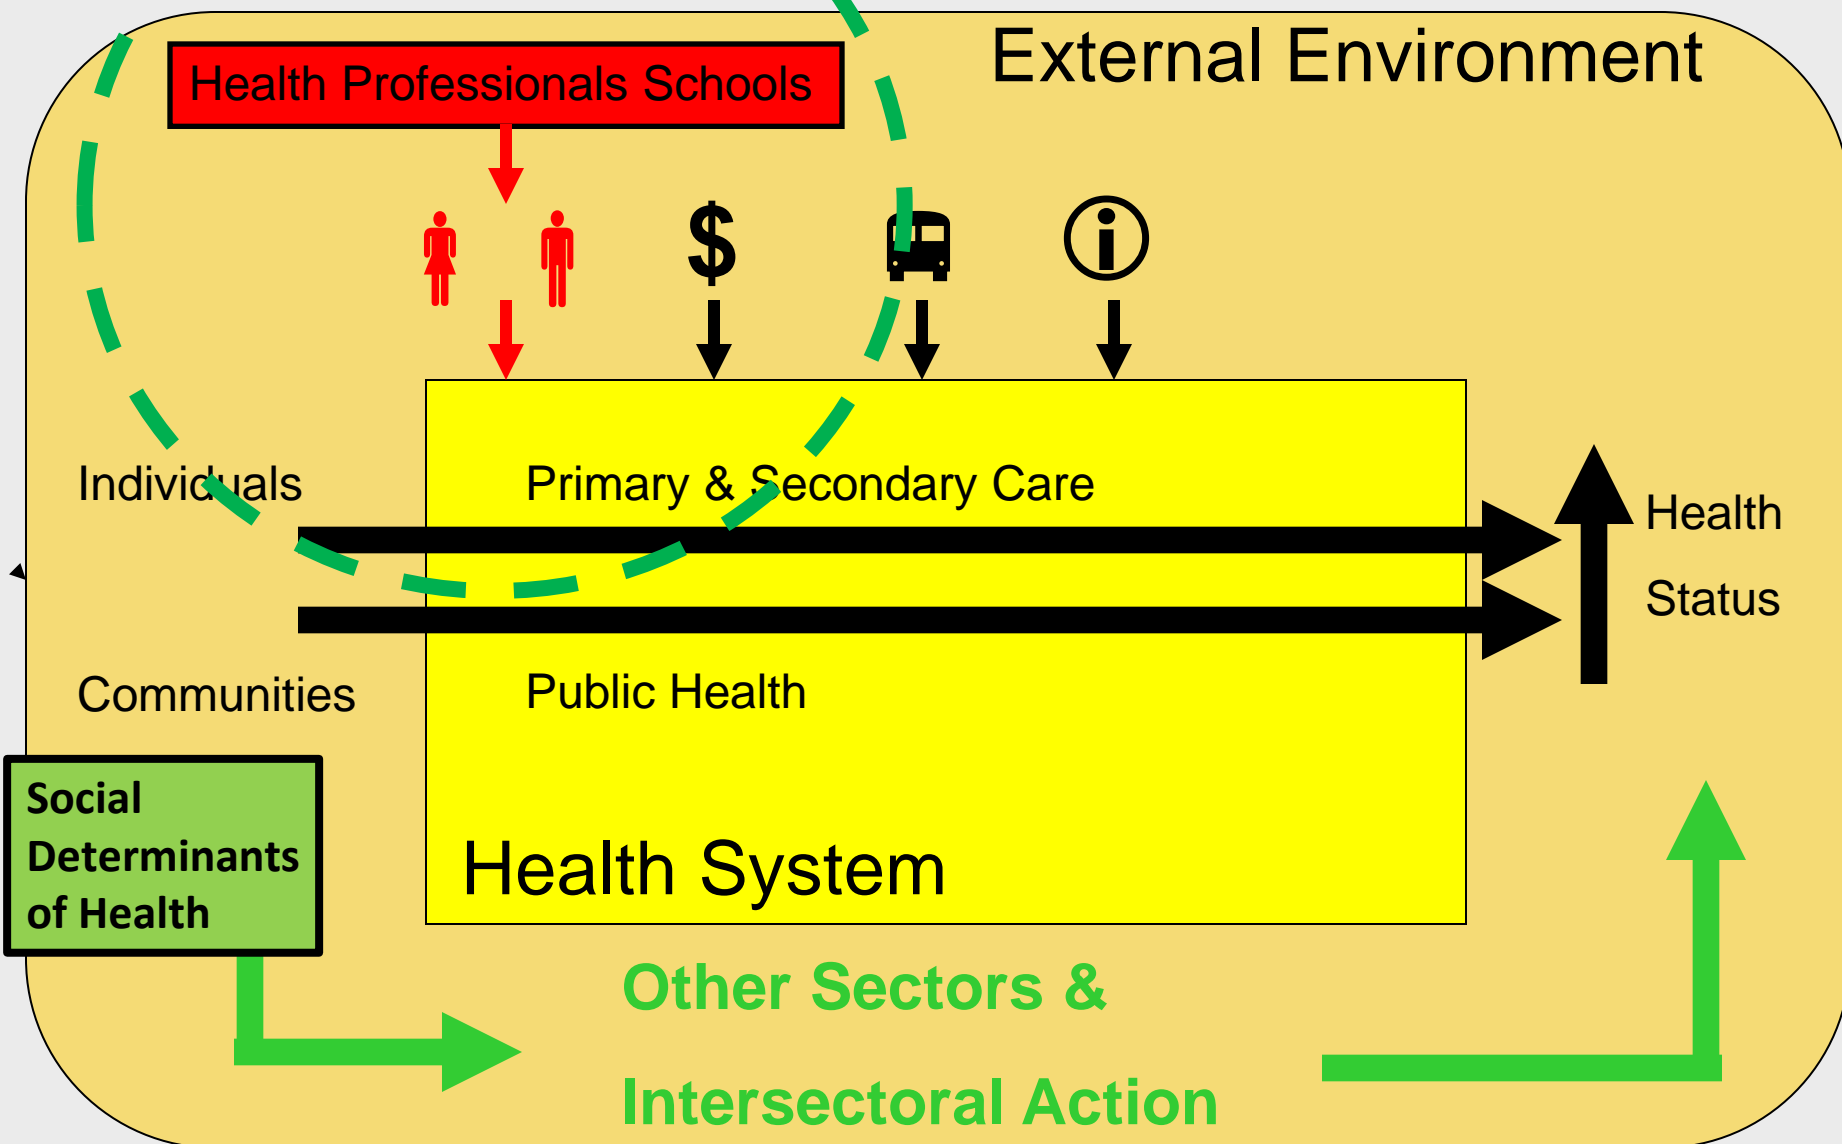 External Environment
Health Professionals Schools
$
i
Individuals
Primary & Secondary Care
Health
Status
Communities
Public Health
Social
Determinants
of Health
Health System
Other Sectors &
Intersectoral Action